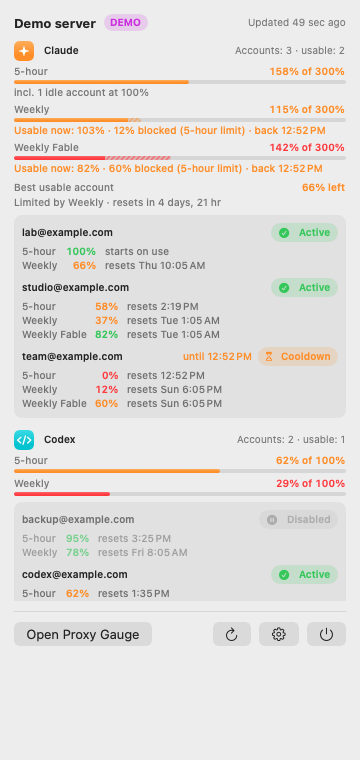 Demo server DEMO Updated 49 sec ago
Claude Accounts: 3 · usable: 2
5-hour 158% of 300%
incl. 1 idle account at 100%
Weekly 115% of 300%
Usable now: 103% · 12% blocked (5-hour limit) · back 12:52 PM
Weekly Fable 142% of 300%
Usable now: 82% · 60% blocked (5-hour limit) · back 12:52 PM
Best usable account 66% left
Limited by Weekly · resets in 4 days, 21 hr
lab@example.com Active
5-hour 100% starts on use
Weekly 66% resets Thu 10:05 AM
studio@example.com Active
5-hour 58% resets 2:19 PM
Weekly 37% resets Tue 1:05 AM
Weekly Fable 82% resets Tue 1:05 AM
team@example.com until 12:52 PM Cooldown
5-hour 0% resets 12:52 PM
Weekly 12% resets Sun 6:05 PM
Weekly Fable 60% resets Sun 6:05 PM
Codex Accounts: 2 · usable: 1
5-hour 62% of 100%
Weekly 29% of 100%
backup@example.com Disabled
5-hour 95% resets 3:25 PM
Weekly 78% resets Fri 8:05 AM
codex@example.com Active
5-hour 62% resets 1:35 PM
Open Proxy Gauge